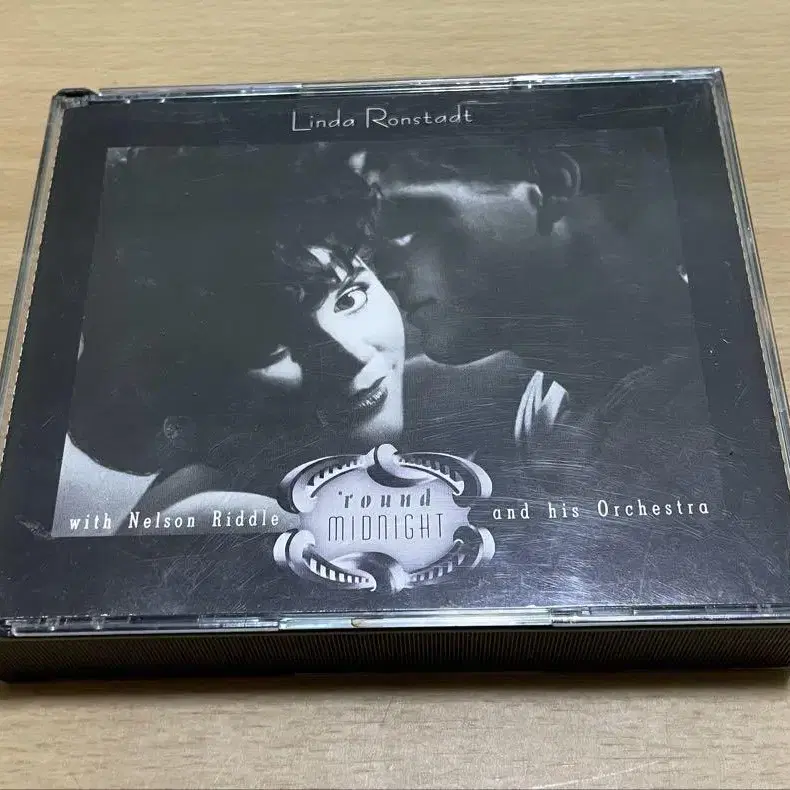 Linda Ronstadt
'round
MIDNIGHT
with Nelson Riddle
and his Orchestra